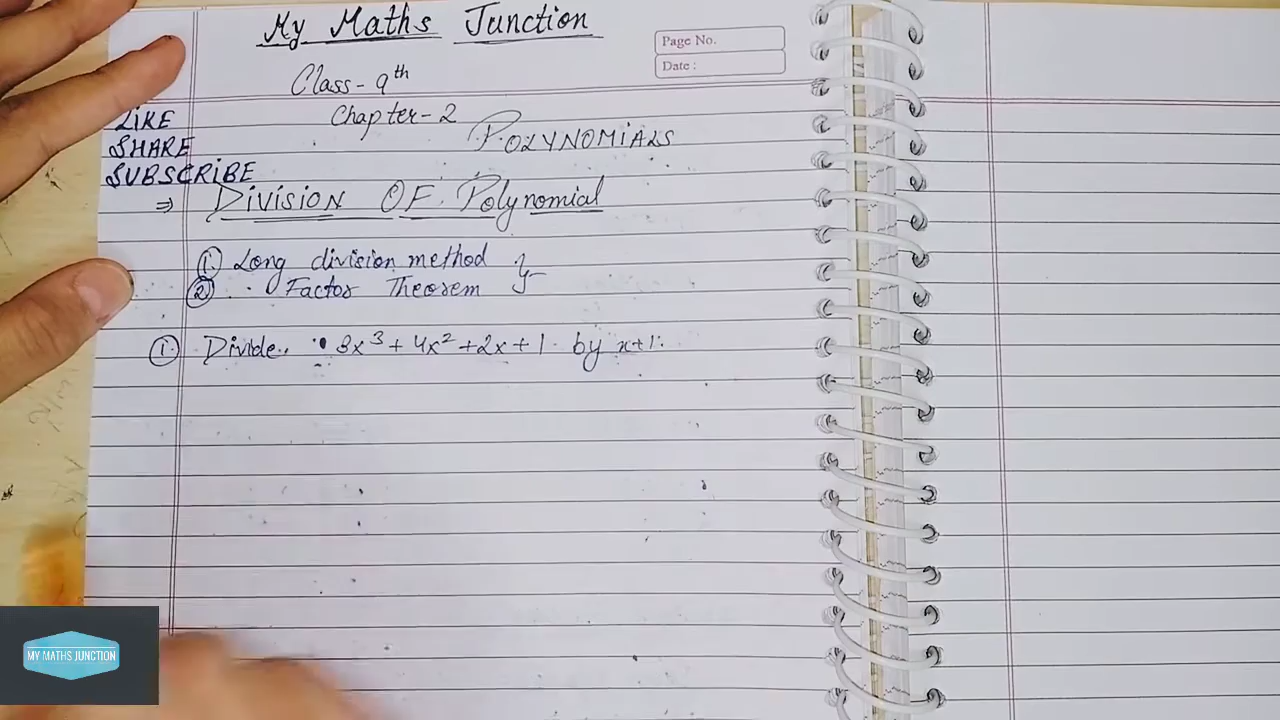 My Maths Junction
Page No.
Date :
Class-9th
Chapter-2
LIKE
POLYNOMIALS
SHARE
SUBSCRIBE
⇒ DIVISION OF Polynomial
① Long division method
② Factor Theorem
① Divide 3x³ + 4x² + 2x + 1 by x+1.
MY MATHS JUNCTION